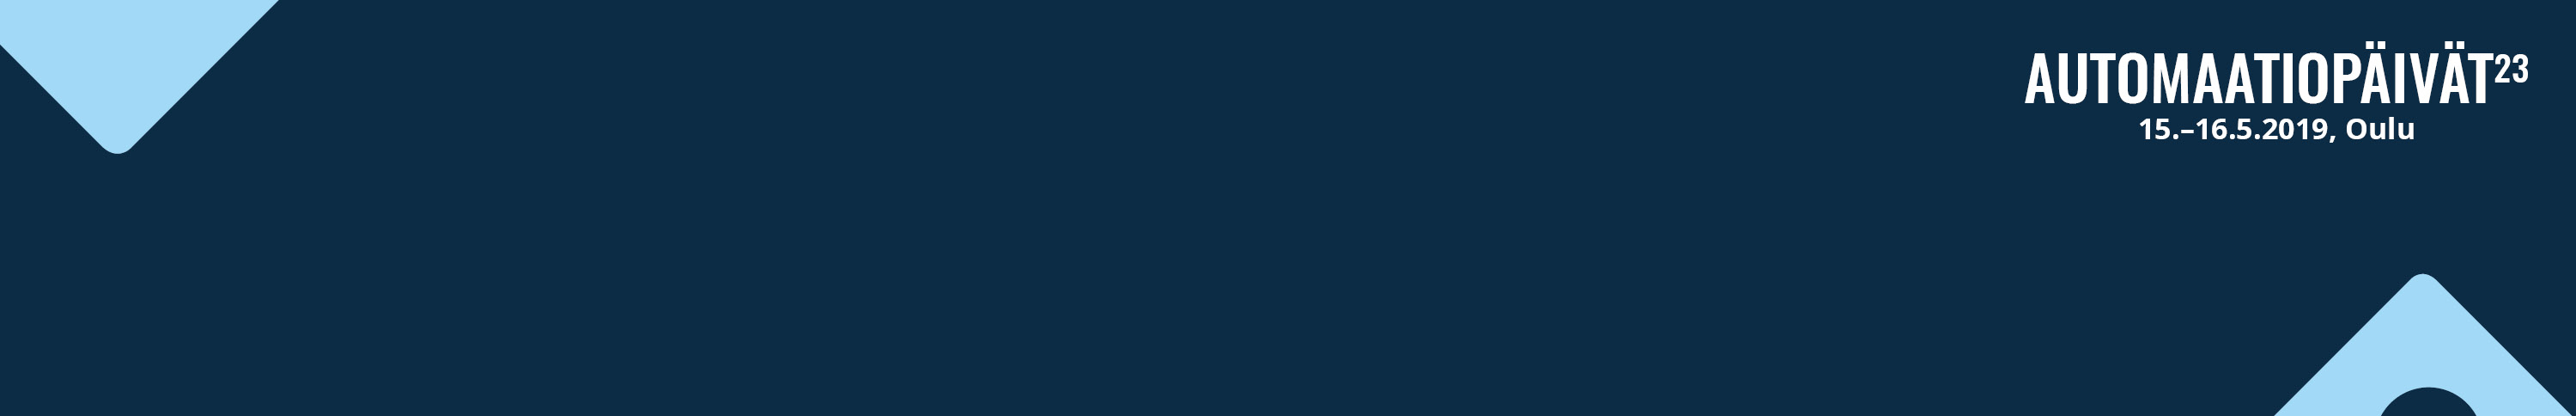 AUTOMAATIOPÄIVÄT23
15.–16.5.2019, Oulu